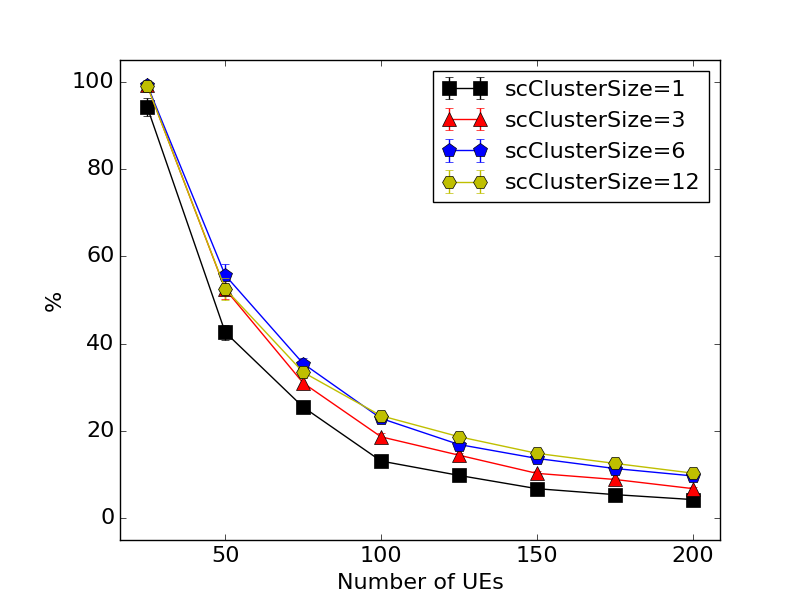 100
80
60
40
20
0
%
50
100
150
200
Number of UEs
scClusterSize=1
scClusterSize=3
scClusterSize=6
scClusterSize=12